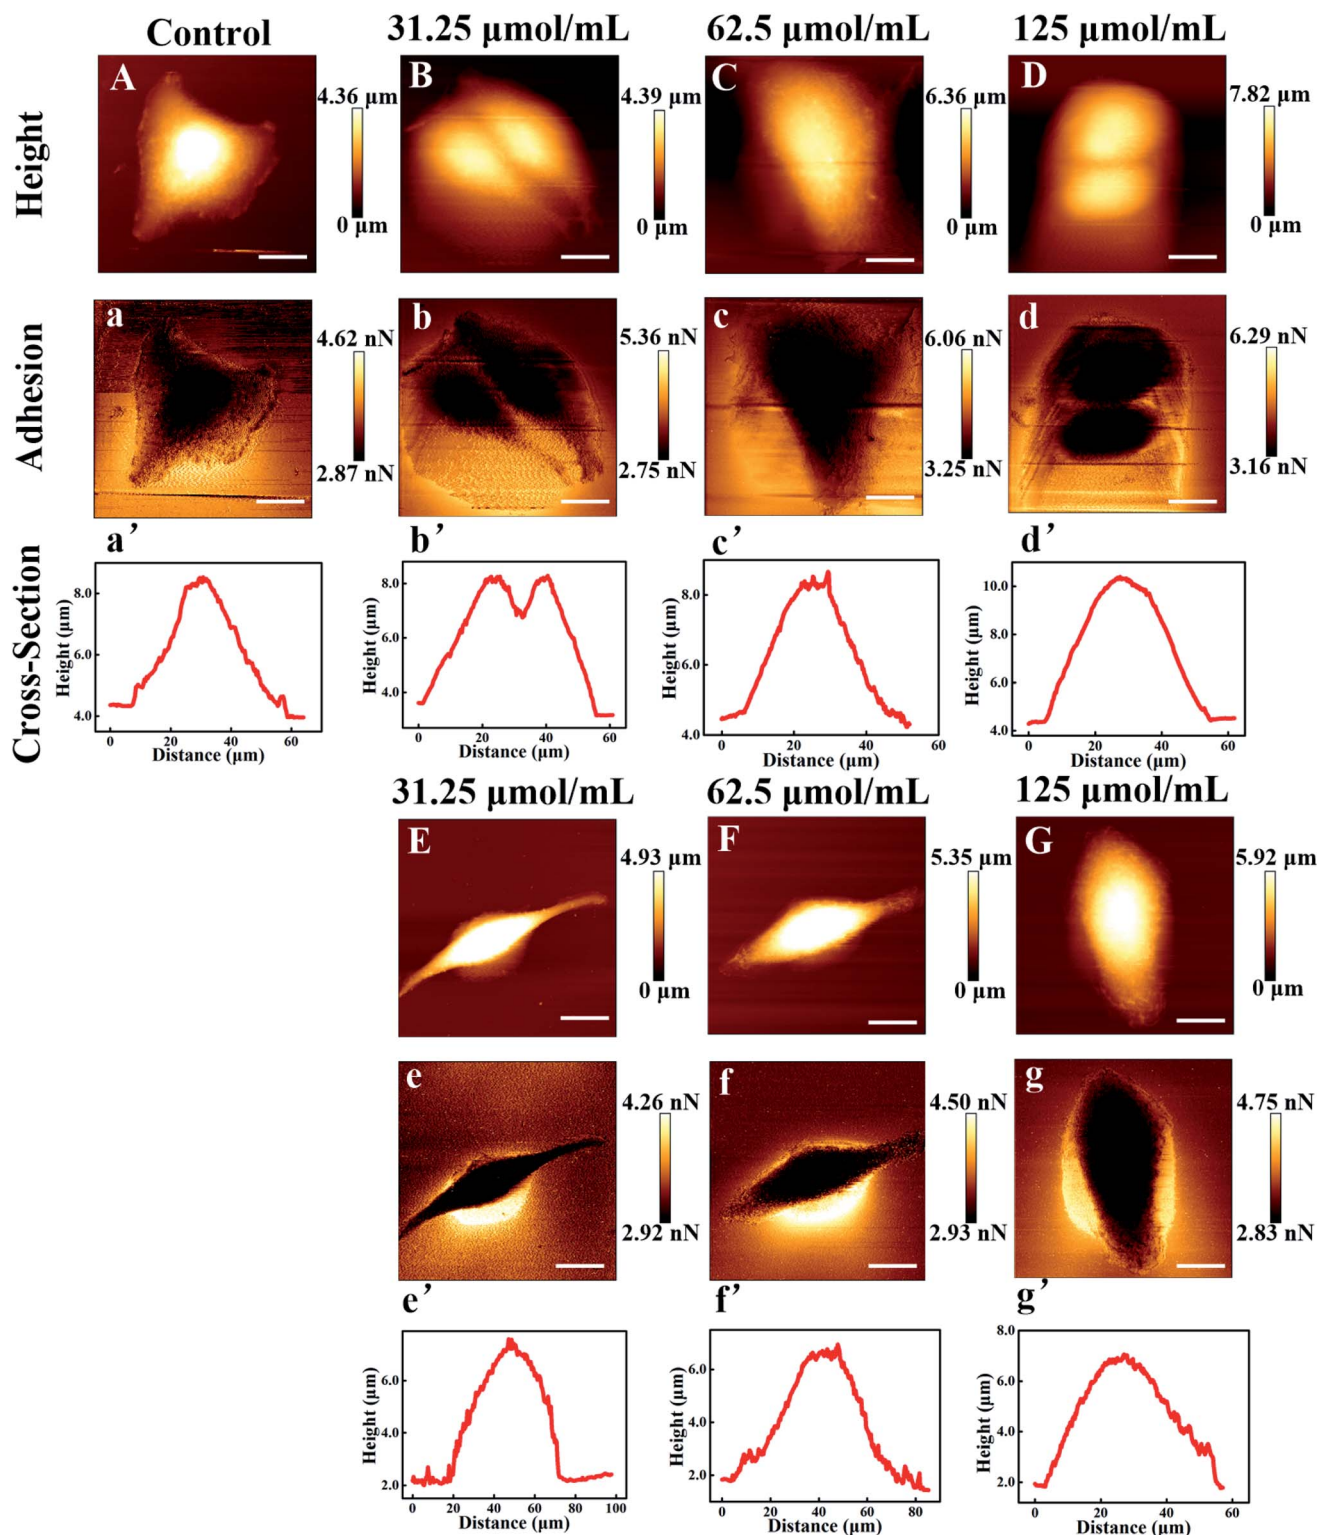 Control
31.25 μmol/mL
62.5 μmol/mL
125 μmol/mL
Height
A
4.36 μm
0 μm
B
4.39 μm
0 μm
C
6.36 μm
0 μm
D
7.82 μm
0 μm
Adhesion
a
4.62 nN
2.87 nN
b
5.36 nN
2.75 nN
c
6.06 nN
3.25 nN
d
6.29 nN
3.16 nN
Cross-Section
a’
Height (μm)
8.0
6.0
4.0
0 20 40 60
Distance (μm)
b’
Height (μm)
8.0
6.0
4.0
0 20 40 60
Distance (μm)
c’
Height (μm)
8.0
6.0
4.0
0 20 40 60
Distance (μm)
d’
Height (μm)
10.0
8.0
6.0
4.0
0 20 40 60
Distance (μm)
31.25 μmol/mL
62.5 μmol/mL
125 μmol/mL
E
4.93 μm
0 μm
F
5.35 μm
0 μm
G
5.92 μm
0 μm
e
4.26 nN
2.92 nN
f
4.50 nN
2.93 nN
g
4.75 nN
2.83 nN
e’
Height (μm)
6.0
4.0
2.0
0 20 40 60 80 100
Distance (μm)
f’
Height (μm)
6.0
4.0
2.0
0 20 40 60 80
Distance (μm)
g’
Height (μm)
8.0
6.0
4.0
2.0
0 20 40 60
Distance (μm)